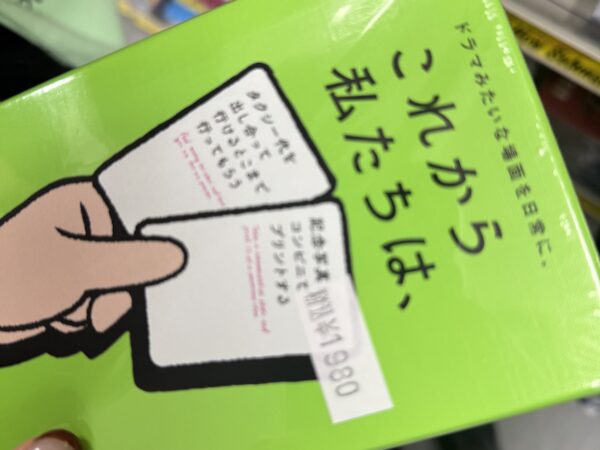 ドラマみたいな場面を日常に。
これから
私たちは、
タクシー代を
出し合って
行けるとこまで
行ってもらう
記念写真
コンビニで
プリントする
税込¥1980